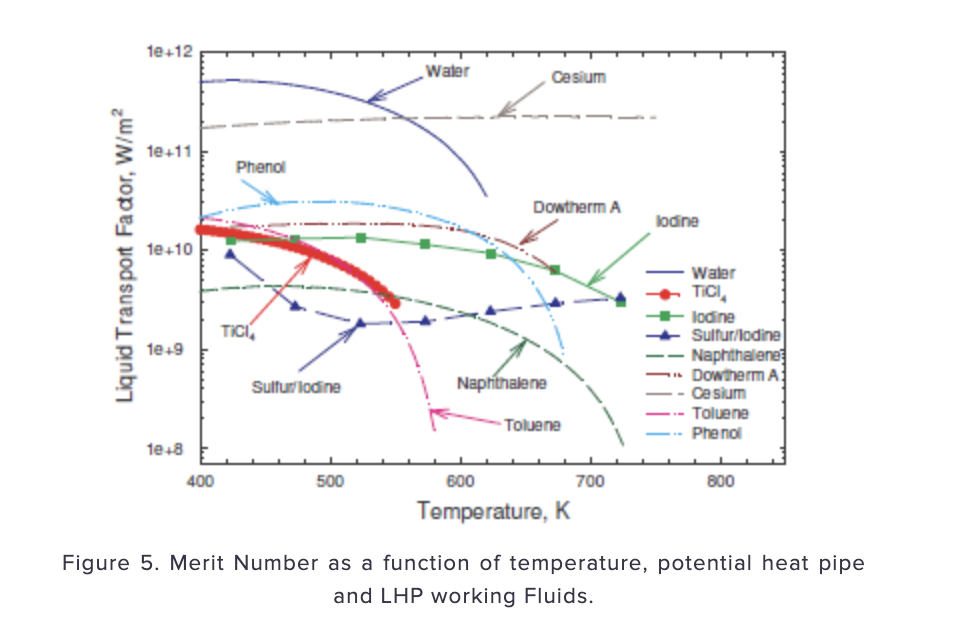 1e+12
1e+11
1e+10
1e+9
1e+8
Liquid Transport Factor, W/m²
Water
Cesium
Phenol
Dowtherm A
Iodine
TiCl₄
Sulfur/Iodine
Naphthalene
Toluene
Water
TiCl₄
Iodine
Sulfur/Iodine
Naphthalene
Dowtherm A
Cesium
Toluene
Phenol
400 500 600 700 800
Temperature, K
Figure 5. Merit Number as a function of temperature, potential heat pipe
and LHP working Fluids.